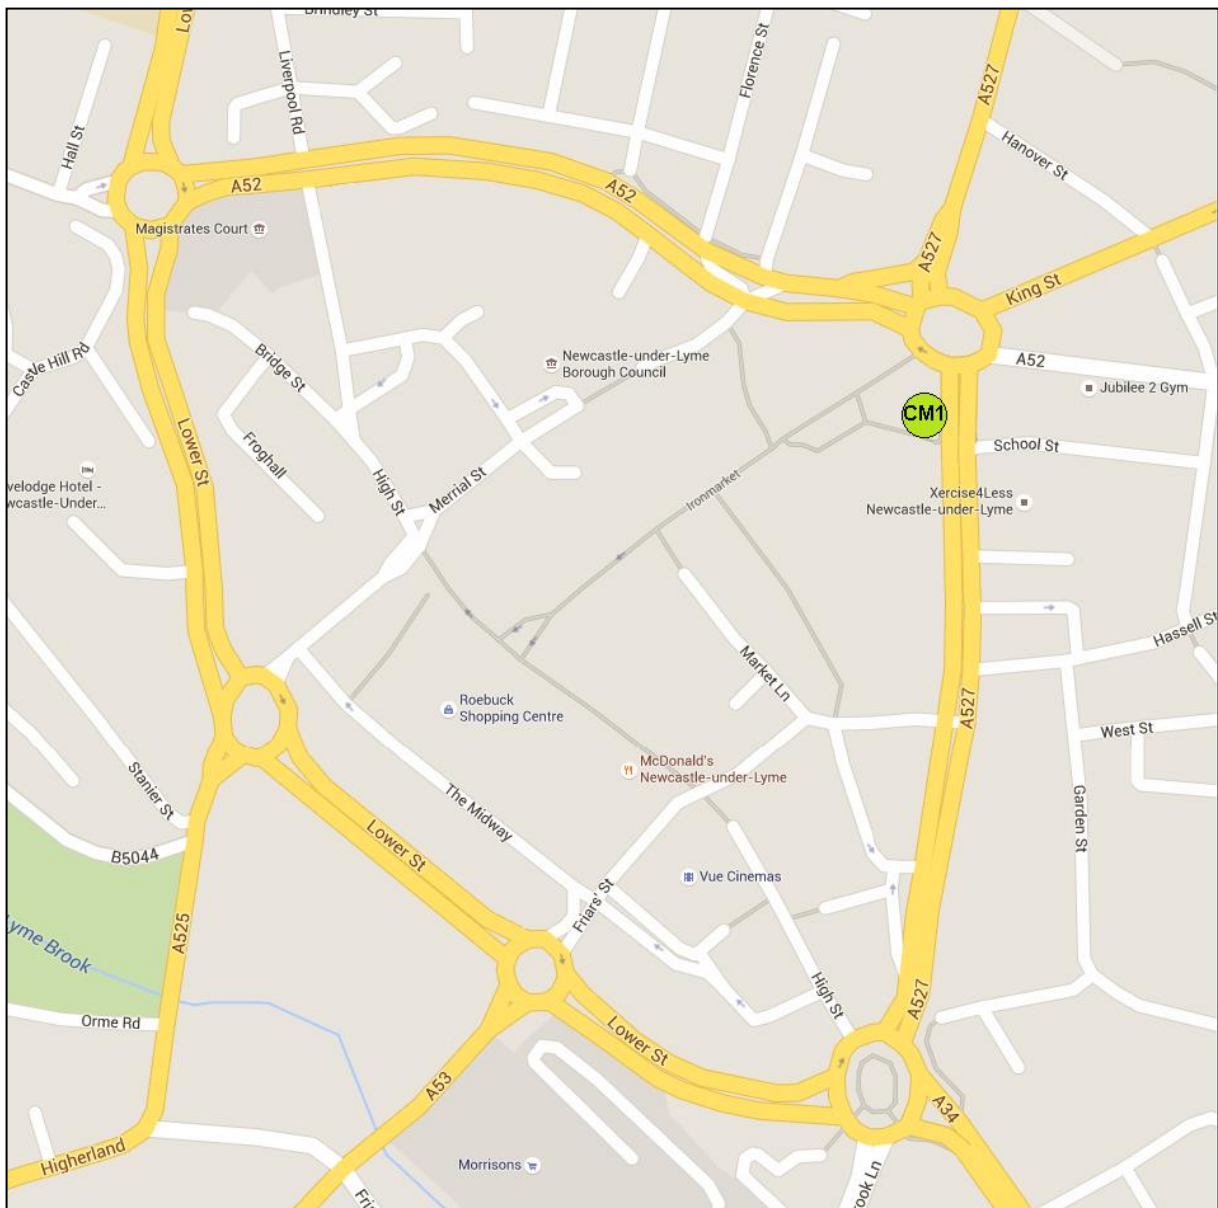 Brindley St
Liverpool Rd
Florence St
A527
Hall St
Hanover St
A52
A52
Magistrates Court
A527
King St
Castle Hill Rd
Bridge St
Newcastle-under-Lyme
Borough Council
A52
Jubilee 2 Gym
CM1
Lower St
Froghall
High St
Merrial St
School St
velodge Hotel -
wcastle-Under...
Ironmarket
Xercise4Less
Newcastle-under-Lyme
Hassell St
Market Ln
Roebuck
Shopping Centre
A527
West St
McDonald's
Newcastle-under-Lyme
Stanier St
The Midway
Garden St
B5044
Lower St
Vue Cinemas
Friars' St
A525
Lyme Brook
High St
A527
Orme Rd
Lower St
A53
A34
Higherland
Morrisons
rook Ln